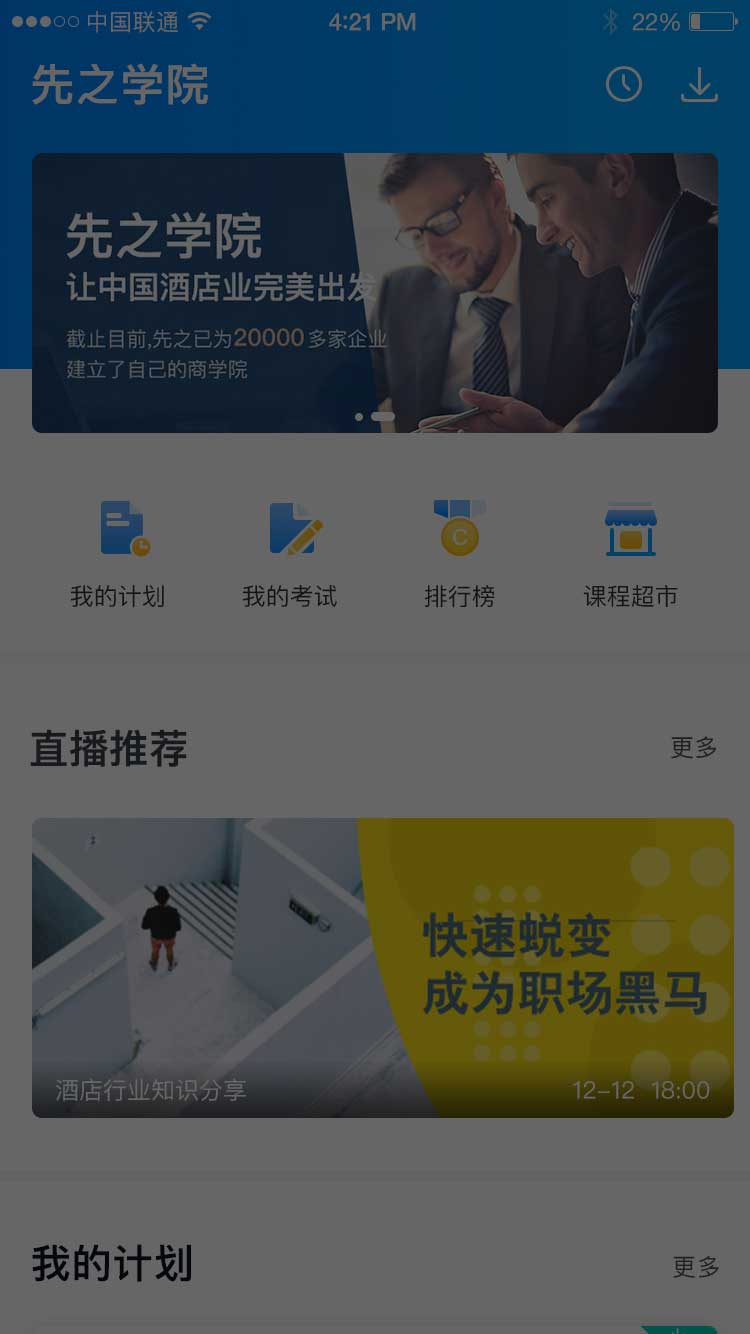 中国联通
4:21 PM
22%
先之学院
先之学院
让中国酒店业完美出发
截止目前,先之已为20000多家企业
建立了自己的商学院
C
我的计划
我的考试
排行榜
课程超市
直播推荐
更多
快速蜕变
成为职场黑马
酒店行业知识分享
12-12 18:00
我的计划
更多